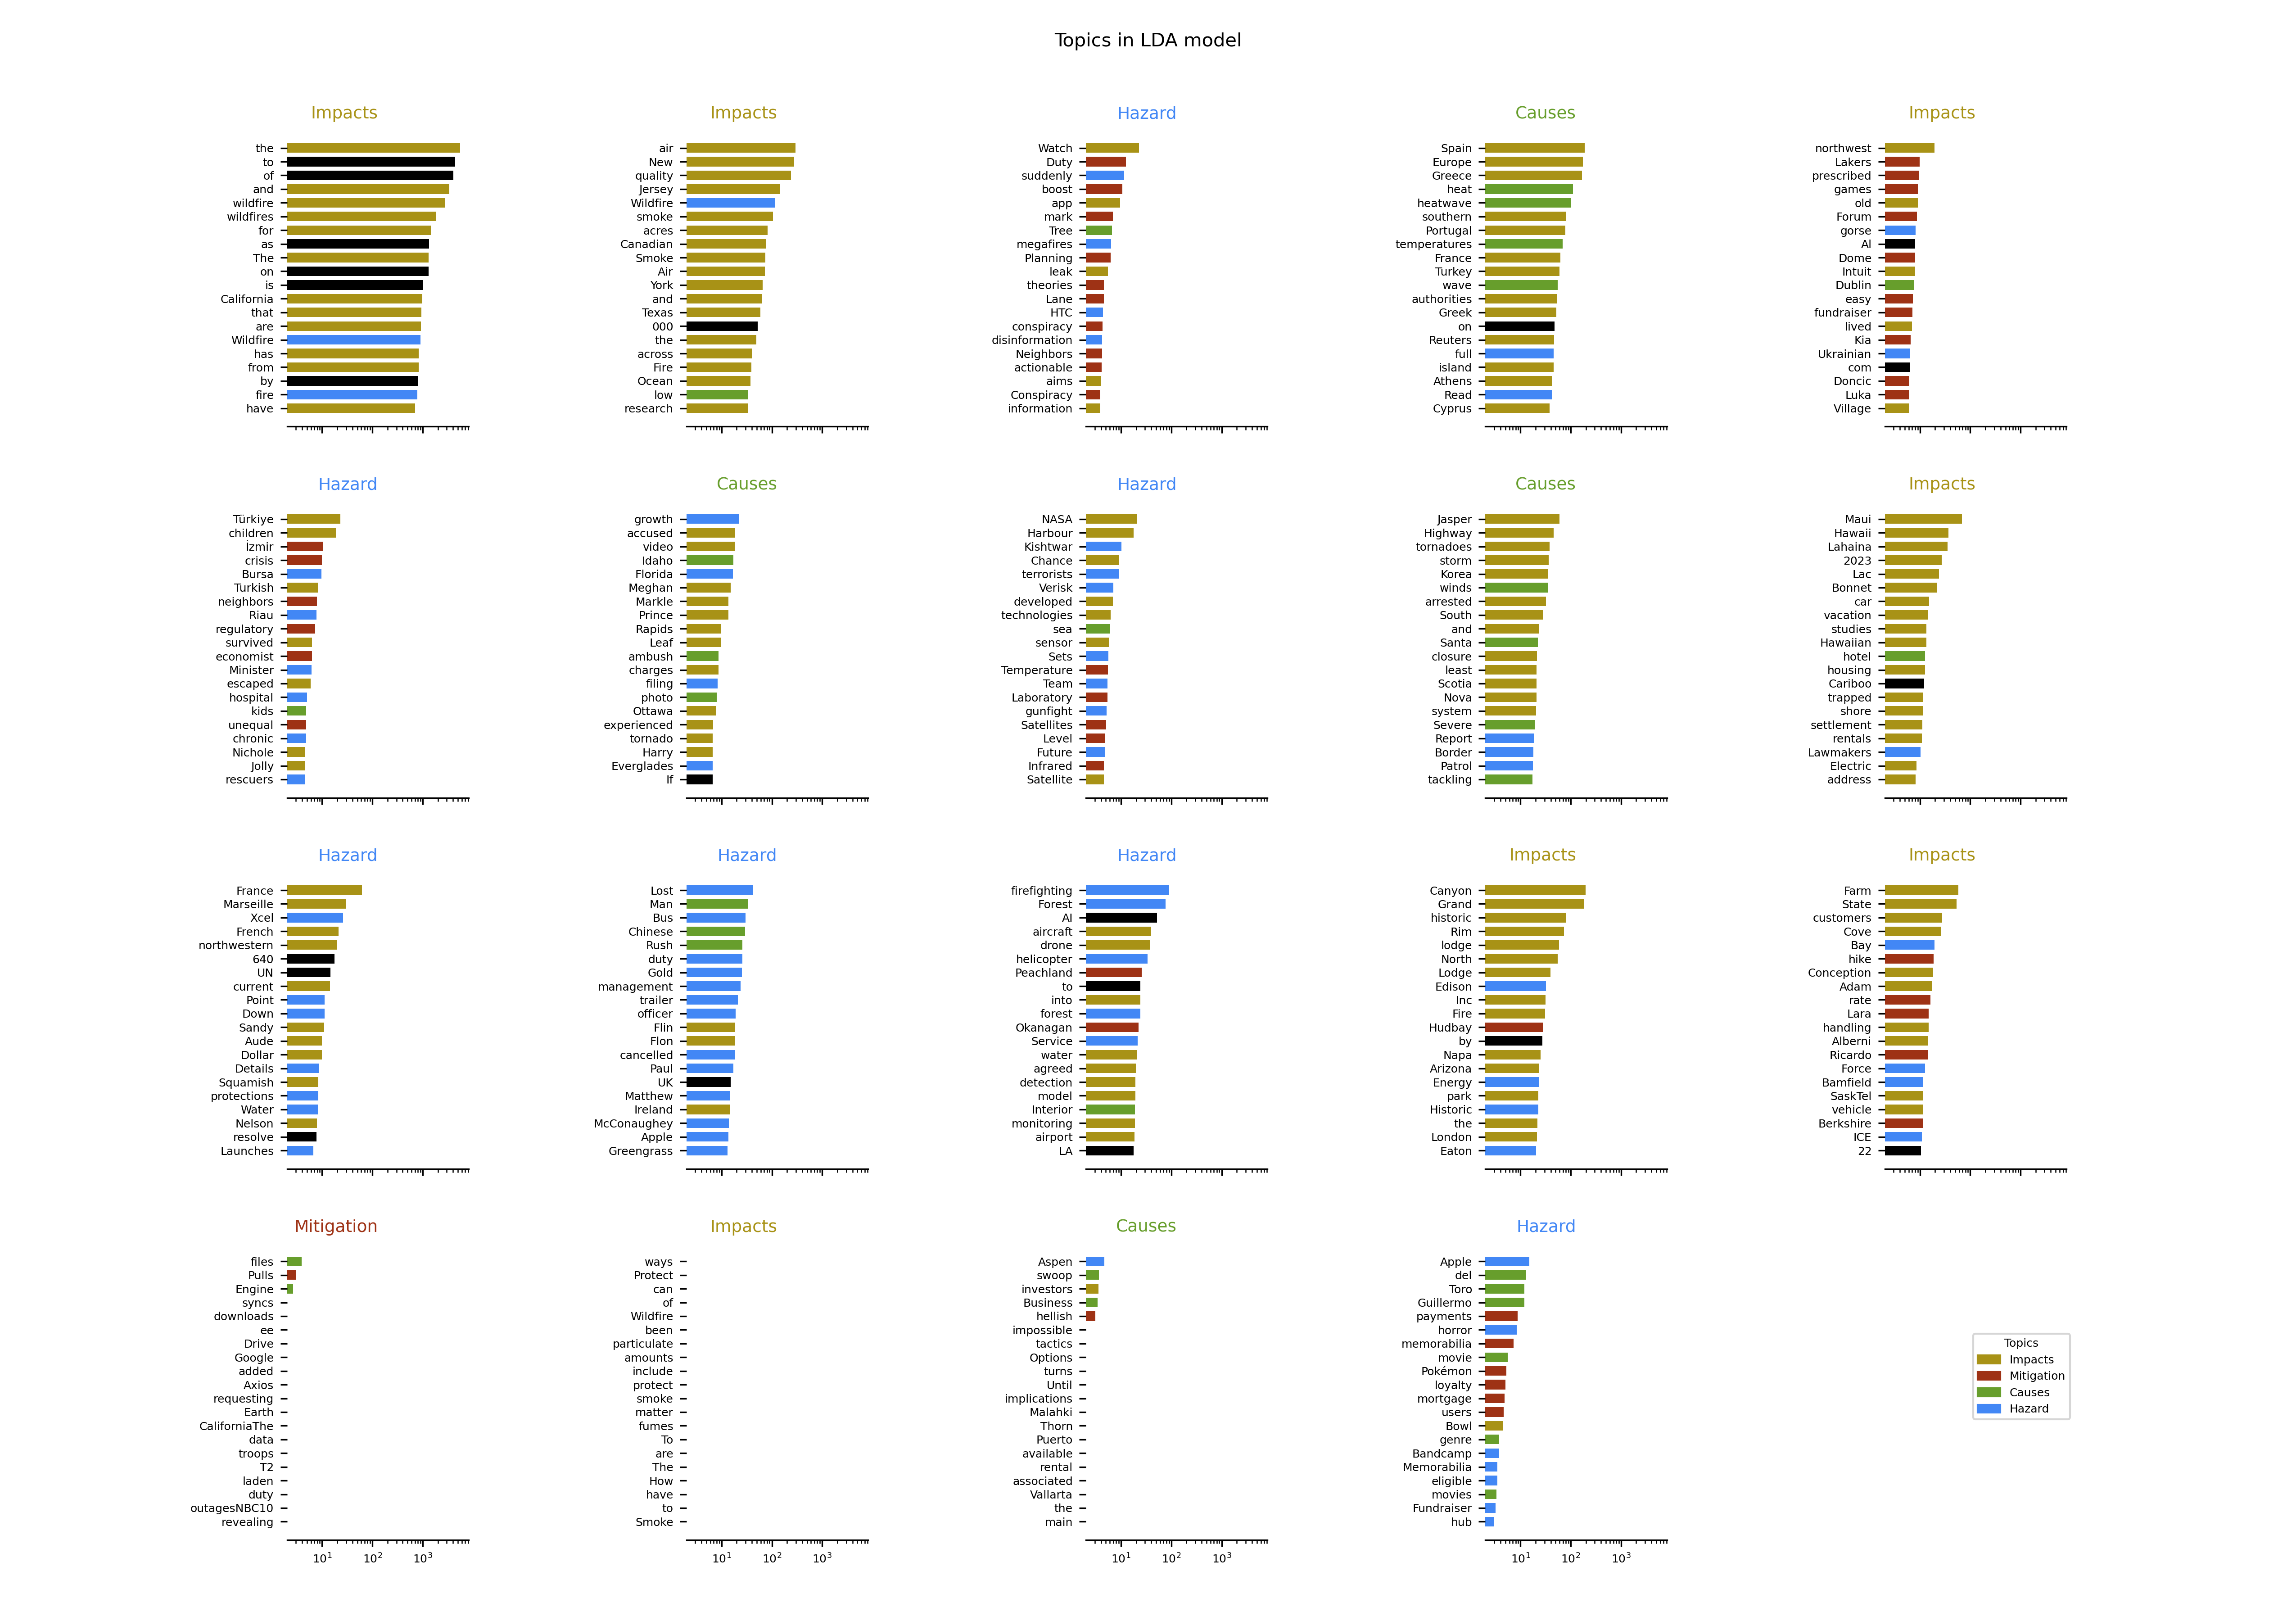 Topics in LDA model
Impacts
the
to
of
and
wildfire
wildfires
for
as
The
on
is
California
that
are
Wildfire
has
from
by
fire
have
Impacts
air
New
quality
Jersey
Wildfire
smoke
acres
Canadian
Smoke
Air
York
and
Texas
000
the
across
Fire
Ocean
low
research
Hazard
Watch
Duty
suddenly
boost
app
mark
Tree
megafires
Planning
leak
theories
Lane
HTC
conspiracy
disinformation
Neighbors
actionable
aims
Conspiracy
information
Causes
Spain
Europe
Greece
heat
heatwave
southern
Portugal
temperatures
France
Turkey
wave
authorities
Greek
on
Reuters
full
island
Athens
Read
Cyprus
Impacts
northwest
Lakers
prescribed
games
old
Forum
gorse
Al
Dome
Intuit
Dublin
easy
fundraiser
lived
Kia
Ukrainian
com
Doncic
Luka
Village
Hazard
Türkiye
children
İzmir
crisis
Bursa
Turkish
neighbors
Riau
regulatory
survived
economist
Minister
escaped
hospital
kids
unequal
chronic
Nichole
Jolly
rescuers
Causes
growth
accused
video
Idaho
Florida
Meghan
Markle
Prince
Rapids
Leaf
ambush
charges
filing
photo
Ottawa
experienced
tornado
Harry
Everglades
If
Hazard
NASA
Harbour
Kishtwar
Chance
terrorists
Verisk
developed
technologies
sea
sensor
Sets
Temperature
Team
Laboratory
gunfight
Satellites
Level
Future
Infrared
Satellite
Causes
Jasper
Highway
tornadoes
storm
Korea
winds
arrested
South
and
Santa
closure
least
Scotia
Nova
system
Severe
Report
Border
Patrol
tackling
Impacts
Maui
Hawaii
Lahaina
2023
Lac
Bonnet
car
vacation
studies
Hawaiian
hotel
housing
Cariboo
trapped
shore
settlement
rentals
Lawmakers
Electric
address
Hazard
France
Marseille
Xcel
French
northwestern
640
UN
current
Point
Down
Sandy
Aude
Dollar
Details
Squamish
protections
Water
Nelson
resolve
Launches
Hazard
Lost
Man
Bus
Chinese
Rush
duty
Gold
management
trailer
officer
Flin
Flon
cancelled
Paul
UK
Matthew
Ireland
McConaughey
Apple
Greengrass
Hazard
firefighting
Forest
AI
aircraft
drone
helicopter
Peachland
to
into
forest
Okanagan
Service
water
agreed
detection
model
Interior
monitoring
airport
LA
Impacts
Canyon
Grand
historic
Rim
lodge
North
Lodge
Edison
Inc
Fire
Hudbay
by
Napa
Arizona
Energy
park
Historic
the
London
Eaton
Impacts
Farm
State
customers
Cove
Bay
hike
Conception
Adam
rate
Lara
handling
Alberni
Ricardo
Force
Bamfield
SaskTel
vehicle
Berkshire
ICE
22
Mitigation
files
Pulls
Engine
syncs
downloads
ee
Drive
Google
added
Axios
requesting
Earth
CaliforniaThe
data
troops
T2
laden
duty
outagesNBC10
revealing
10¹ 10² 10³
Impacts
ways
Protect
can
of
Wildfire
been
particulate
amounts
include
protect
smoke
matter
fumes
To
are
The
How
have
to
Smoke
10¹ 10² 10³
Causes
Aspen
swoop
investors
Business
hellish
impossible
tactics
Options
turns
Until
implications
Malahki
Thorn
Puerto
available
rental
associated
Vallarta
the
main
10¹ 10² 10³
Hazard
Apple
del
Toro
Guillermo
payments
horror
memorabilia
movie
Pokémon
loyalty
mortgage
users
Bowl
genre
Bandcamp
Memorabilia
eligible
movies
Fundraiser
hub
10¹ 10² 10³
Topics
Impacts
Mitigation
Causes
Hazard